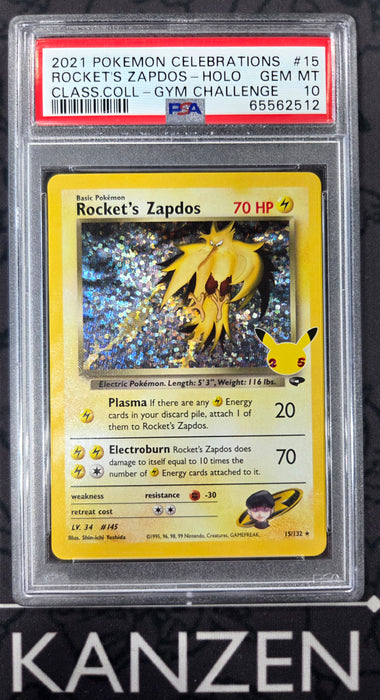 2021 POKEMON CELEBRATIONS #15
ROCKET'S ZAPDOS - HOLO GEM MT
CLASS.COLL - GYM CHALLENGE 10
PSA 65562512
Basic Pokémon
Rocket's Zapdos 70 HP
25
Electric Pokémon. Length: 5' 3", Weight: 116 lbs.
Plasma If there are any Energy
cards in your discard pile, attach 1 of
them to Rocket's Zapdos.
20
Electroburn Rocket's Zapdos does
damage to itself equal to 10 times the
number of Energy cards attached to it.
70
weakness resistance -30
retreat cost
LV. 34 #145
Illus. Shin-ichi Yoshida
©1995, 96, 98, 99 Nintendo, Creatures, GAMEFREAK.
15/132 ★
KANZEN